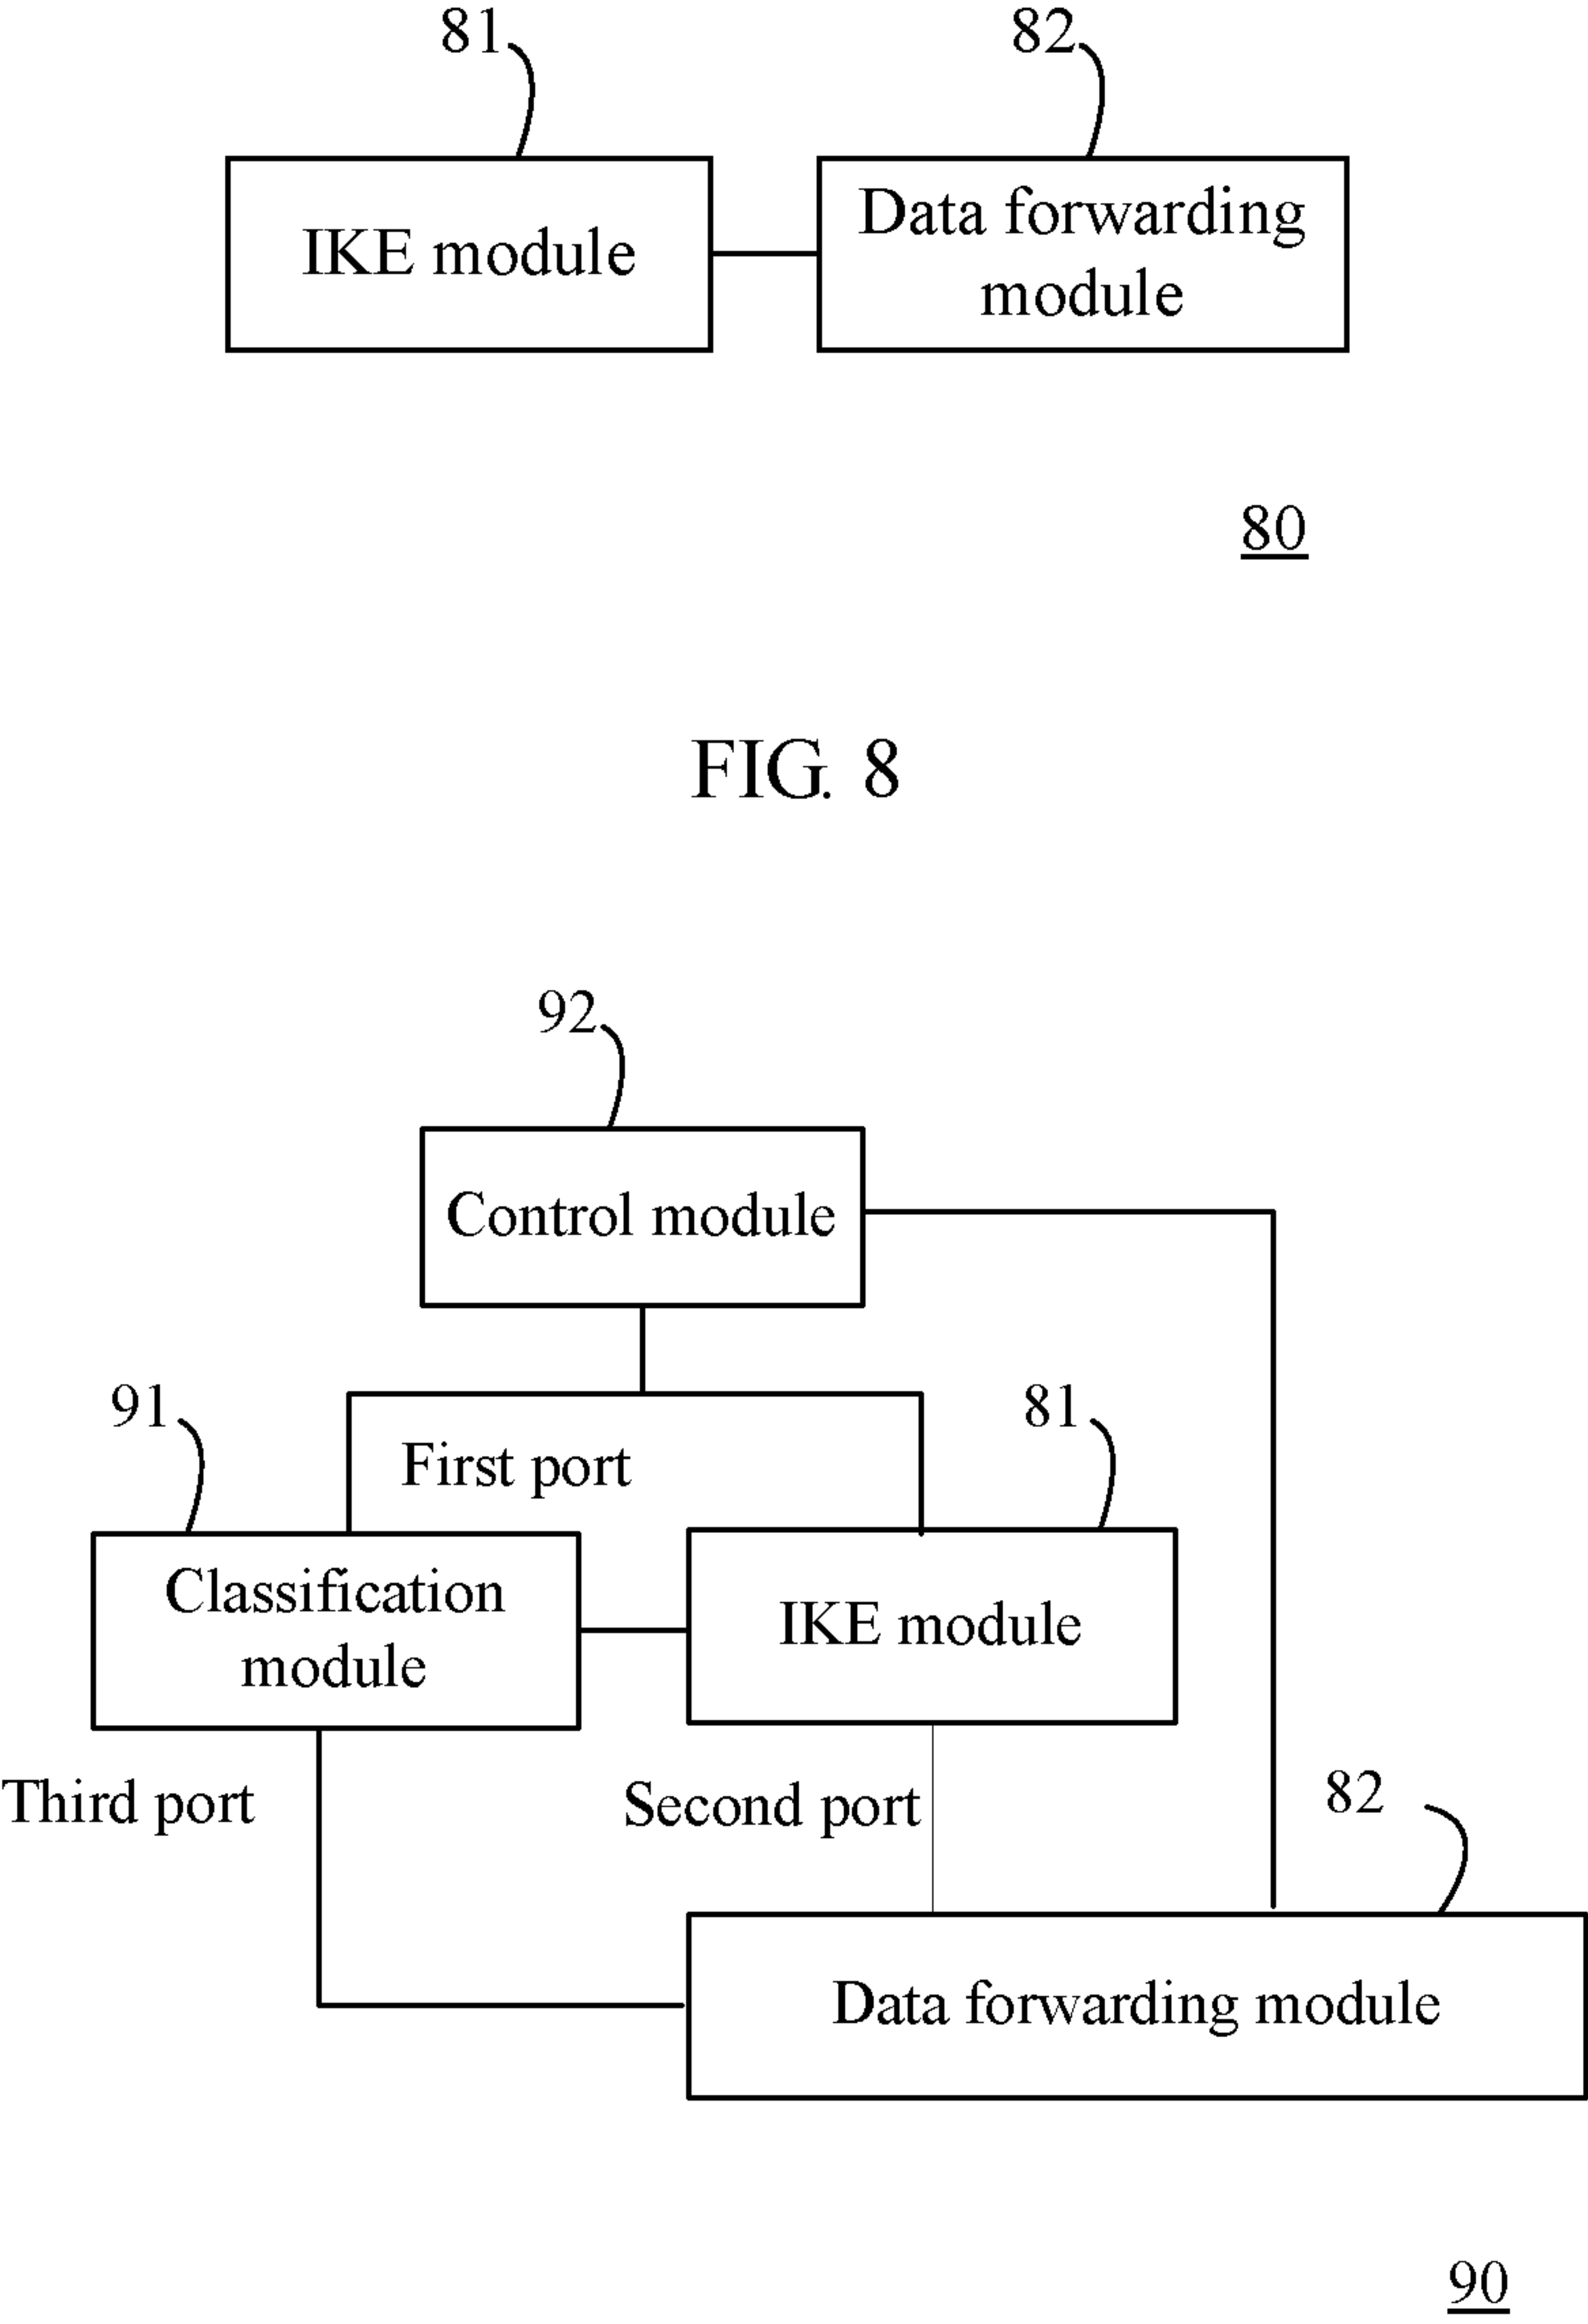 81
82
IKE module
Data forwarding
module
80
FIG. 8
92
Control module
91
81
First port
Classification
module
IKE module
Third port
Second port
82
Data forwarding module
90